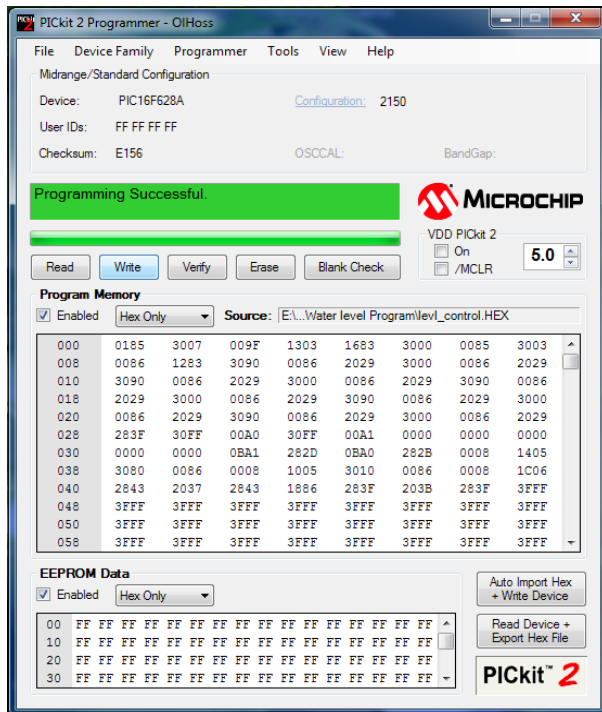 PICkit 2 Programmer - OlHoss
File Device Family Programmer Tools View Help
Midrange/Standard Configuration
Device: PIC16F628A Configuration: 2150
User IDs: FF FF FF FF
Checksum: E156 OSCCAL: BandGap:
Programming Successful.
MICROCHIP
VDD PICkit 2
On
/MCLR
5.0
Read Write Verify Erase Blank Check
Program Memory
Enabled Hex Only Source: E:\...Water level Program\levl_control.HEX
000 0185 3007 009F 1303 1683 3000 0085 3003
008 0086 1283 3090 0086 2029 3000 0086 2029
010 3090 0086 2029 3000 0086 2029 3090 0086
018 2029 3000 0086 2029 3090 0086 2029 3000
020 0086 2029 3090 0086 2029 3000 0086 2029
028 283F 30FF 00A0 30FF 00A1 0000 0000 0000
030 0000 0000 0BA1 282D 0BA0 282B 0008 1405
038 3080 0086 0008 1005 3010 0086 0008 1C06
040 2843 2037 2843 1886 283F 203B 283F 3FFF
048 3FFF 3FFF 3FFF 3FFF 3FFF 3FFF 3FFF 3FFF
050 3FFF 3FFF 3FFF 3FFF 3FFF 3FFF 3FFF 3FFF
058 3FFF 3FFF 3FFF 3FFF 3FFF 3FFF 3FFF 3FFF
EEPROM Data
Enabled Hex Only
00 FF FF FF FF FF FF FF FF FF FF FF FF FF FF FF FF
10 FF FF FF FF FF FF FF FF FF FF FF FF FF FF FF FF
20 FF FF FF FF FF FF FF FF FF FF FF FF FF FF FF FF
30 FF FF FF FF FF FF FF FF FF FF FF FF FF FF FF FF
Auto Import Hex
+ Write Device
Read Device +
Export Hex File
PICkit™ 2